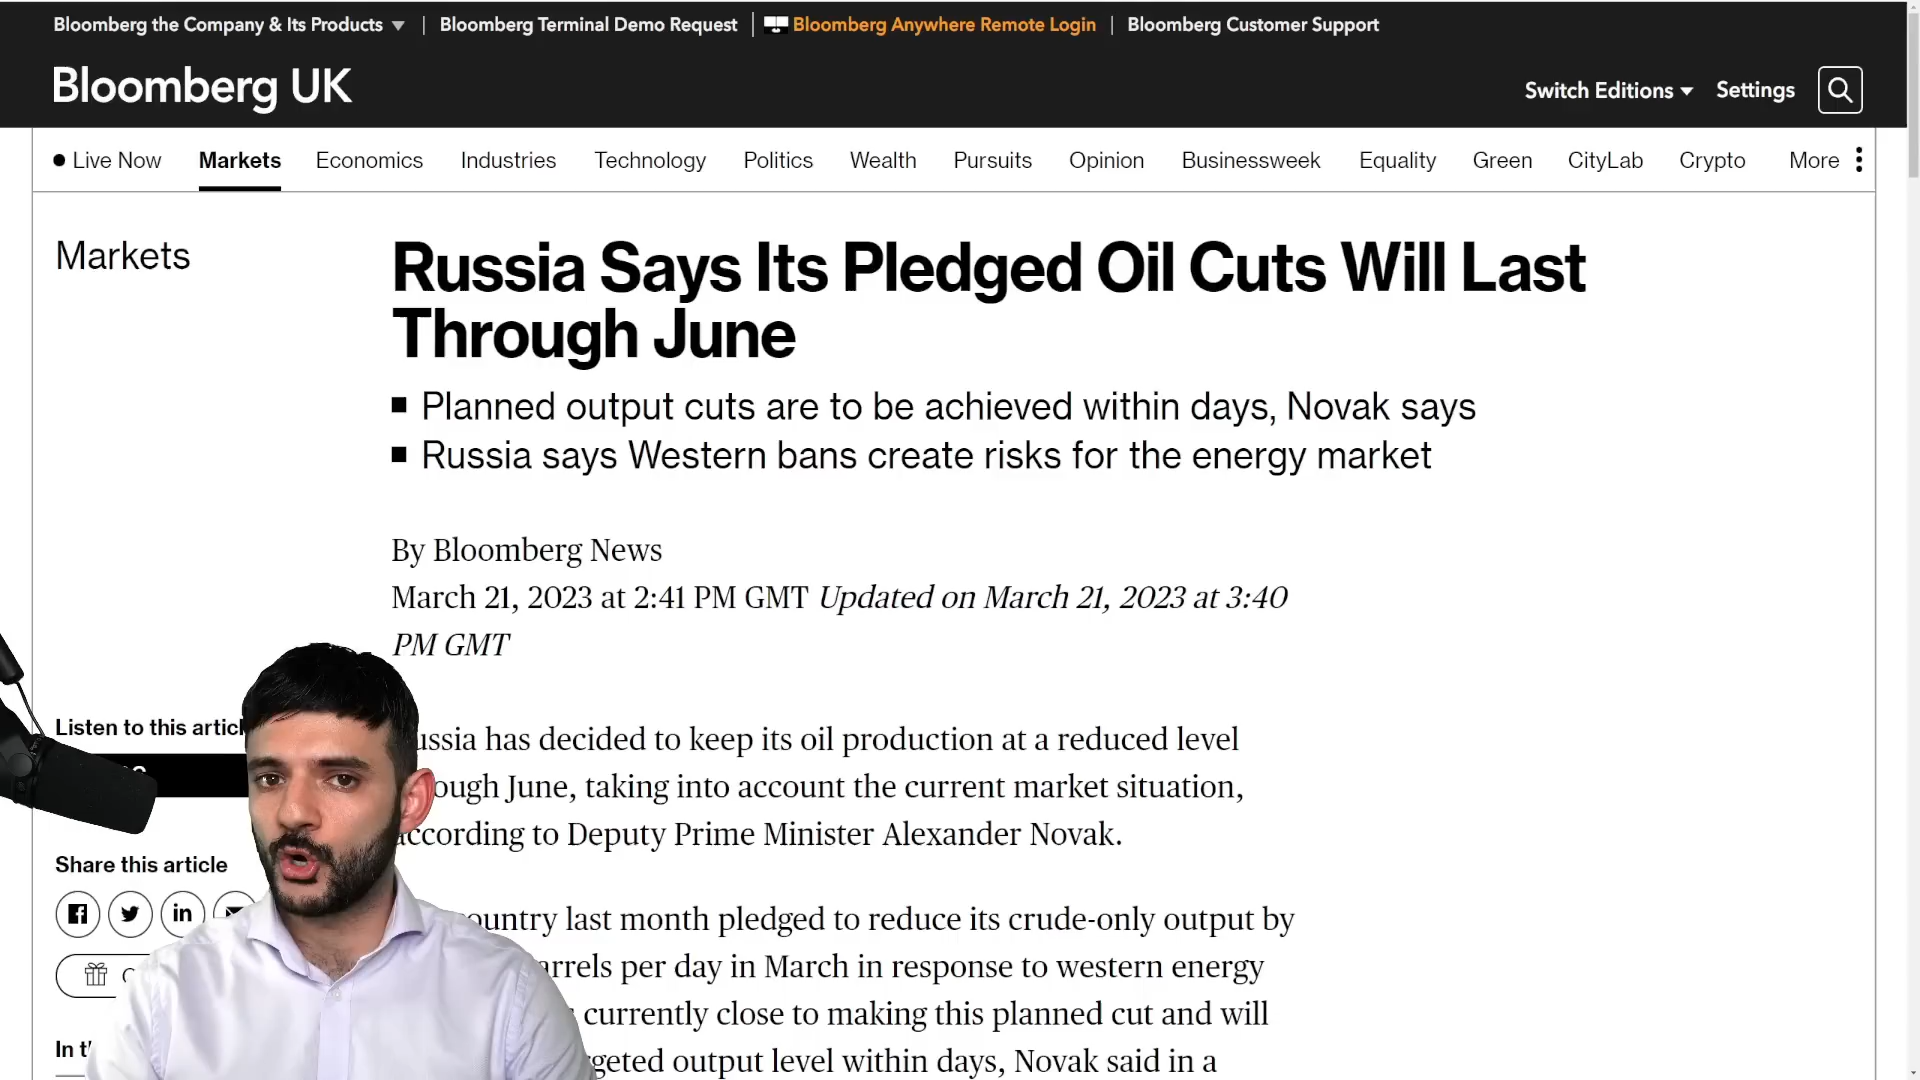 Bloomberg the Company & Its Products
Bloomberg Terminal Demo Request
Bloomberg Anywhere Remote Login
Bloomberg Customer Support
Bloomberg UK
Switch Editions
Settings
Live Now
Markets
Economics
Industries
Technology
Politics
Wealth
Pursuits
Opinion
Businessweek
Equality
Green
CityLab
Crypto
More
Markets
Russia Says Its Pledged Oil Cuts Will Last
Through June
Planned output cuts are to be achieved within days, Novak says
Russia says Western bans create risks for the energy market
By Bloomberg News
March 21, 2023 at 2:41 PM GMT Updated on March 21, 2023 at 3:40
PM GMT
Listen to this
has decided to keep its oil production at a reduced level
June, taking into account the current market situation,
to Deputy Prime Minister Alexander Novak.
Share this article
in
last month pledged to reduce its crude-only output by
per day in March in response to western energy
currently close to making this planned cut and will
output level within days, Novak said in a
In